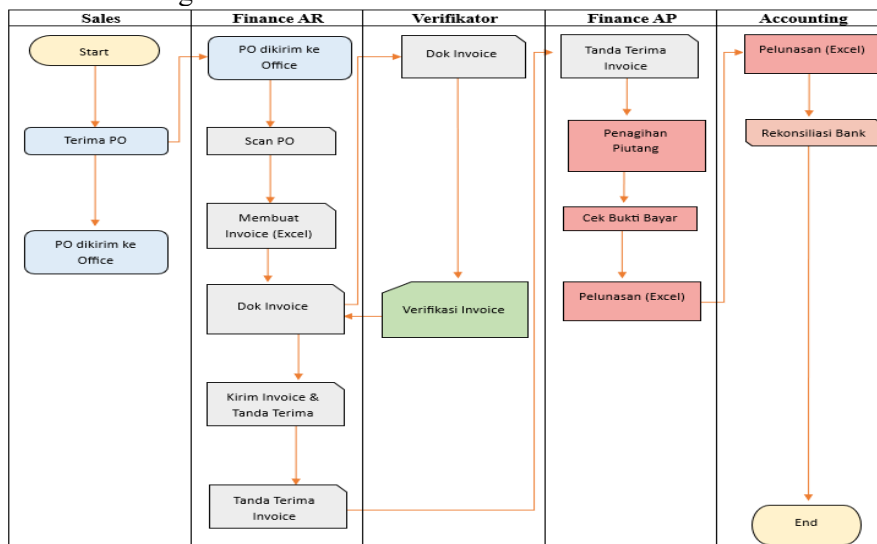 Sales
Finance AR
Verifikator
Finance AP
Accounting
Start
Terima PO
PO dikirim ke
Office
PO dikirim ke
Office
Scan PO
Membuat
Invoice (Excel)
Dok Invoice
Kirim Invoice &
Tanda Terima
Tanda Terima
Invoice
Dok Invoice
Verifikasi Invoice
Tanda Terima
Invoice
Penagihan
Piutang
Cek Bukti Bayar
Pelunasan (Excel)
Pelunasan (Excel)
Rekonsiliasi Bank
End